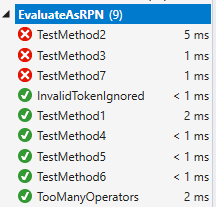 EvaluateAsRPN (9)
TestMethod2 5 ms
TestMethod3 1 ms
TestMethod7 1 ms
InvalidTokenIgnored < 1 ms
TestMethod1 2 ms
TestMethod4 < 1 ms
TestMethod5 < 1 ms
TestMethod6 < 1 ms
TooManyOperators 2 ms